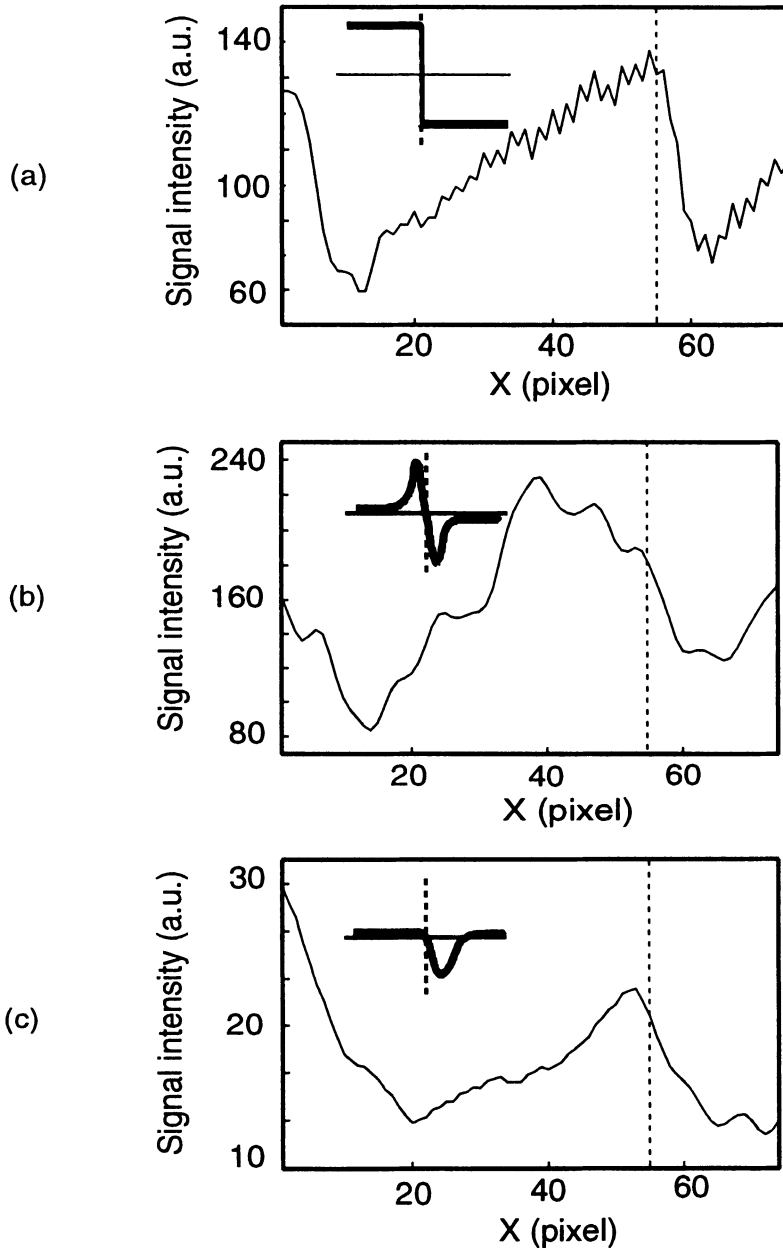 (a)
Signal intensity (a.u.)
140
100
60
20 40 60
X (pixel)
(b)
Signal intensity (a.u.)
240
160
80
20 40 60
X (pixel)
(c)
Signal intensity (a.u.)
30
20
10
20 40 60
X (pixel)